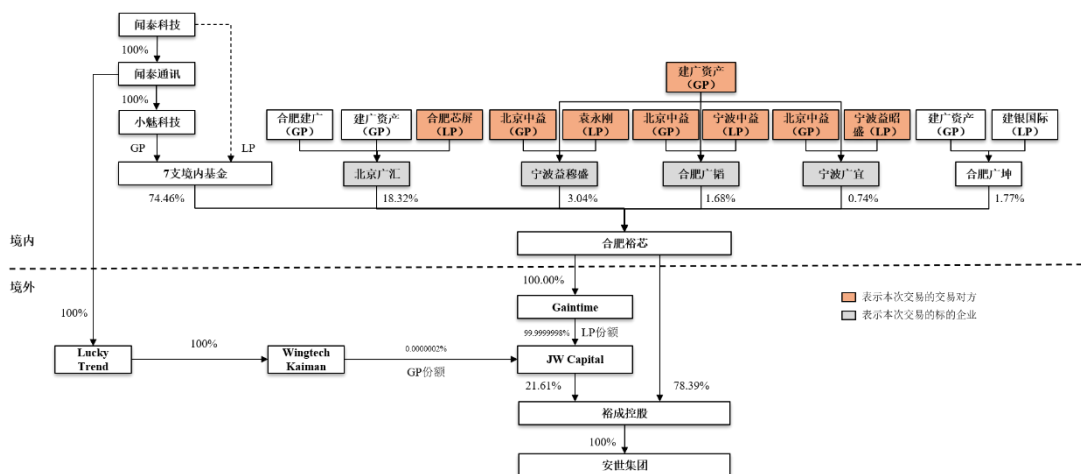 闻泰科技
100%
闻泰通讯
100%
小魅科技
GP
LP
7支境内基金
建广资产
（GP）
合肥建广
（GP）
建广资产
（GP）
合肥芯屏
（LP）
北京中益
（GP）
袁永刚
（LP）
北京中益
（GP）
宁波中益
（LP）
北京中益
（GP）
宁波益昭
盛（LP）
建广资产
（GP）
建银国际
（LP）
北京广汇
宁波益穆盛
合肥广韬
宁波广宜
合肥广坤
74.46%
18.32%
3.04%
1.68%
0.74%
1.77%
合肥裕芯
境内
境外
100.00%
Gaintime
表示本次交易的交易对方
表示本次交易的标的企业
99.9999998%
LP份额
100%
Lucky
Trend
100%
Wingtech
Kaiman
0.0000002%
GP份额
JW Capital
21.61%
78.39%
裕成控股
100%
安世集团